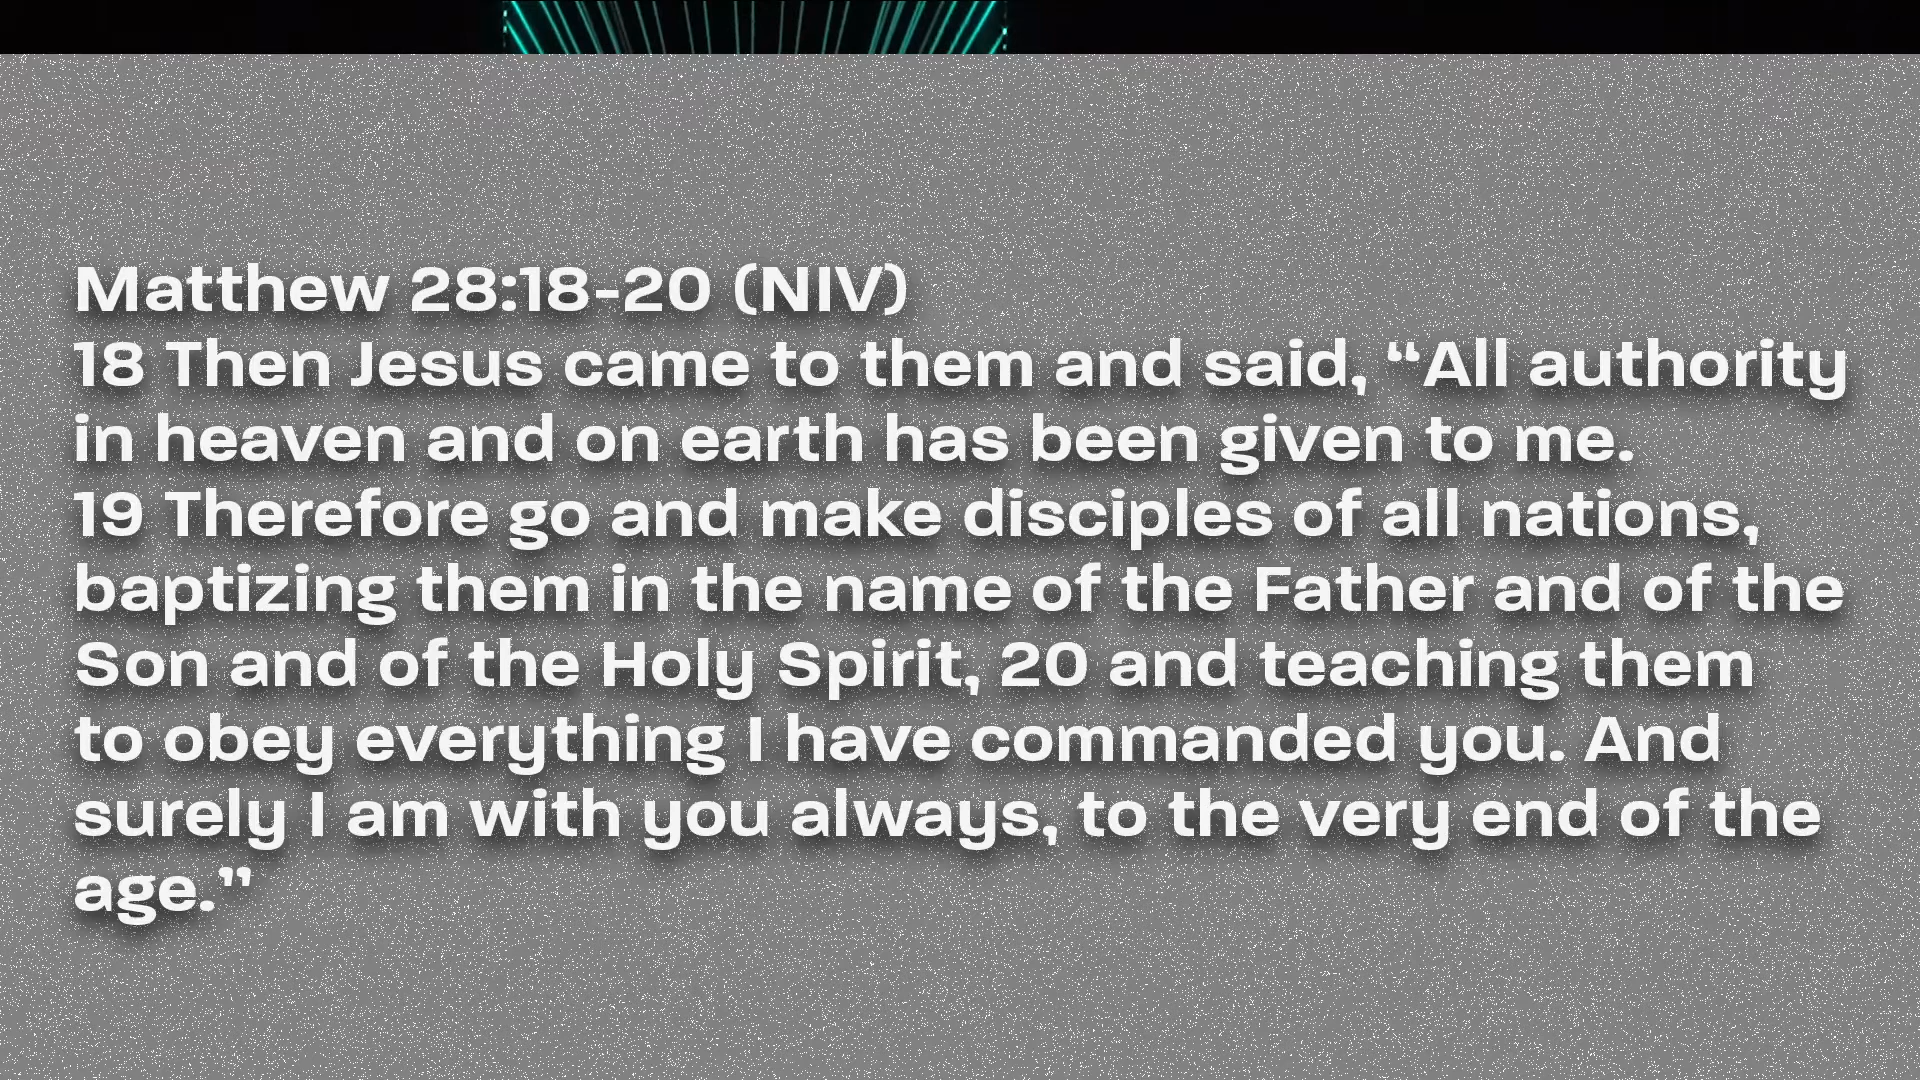 Matthew 28:18-20 (NIV)
18 Then Jesus came to them and said, “All authority
in heaven and on earth has been given to me.
19 Therefore go and make disciples of all nations,
baptizing them in the name of the Father and of the
Son and of the Holy Spirit, 20 and teaching them
to obey everything I have commanded you. And
surely I am with you always, to the very end of the
age.”